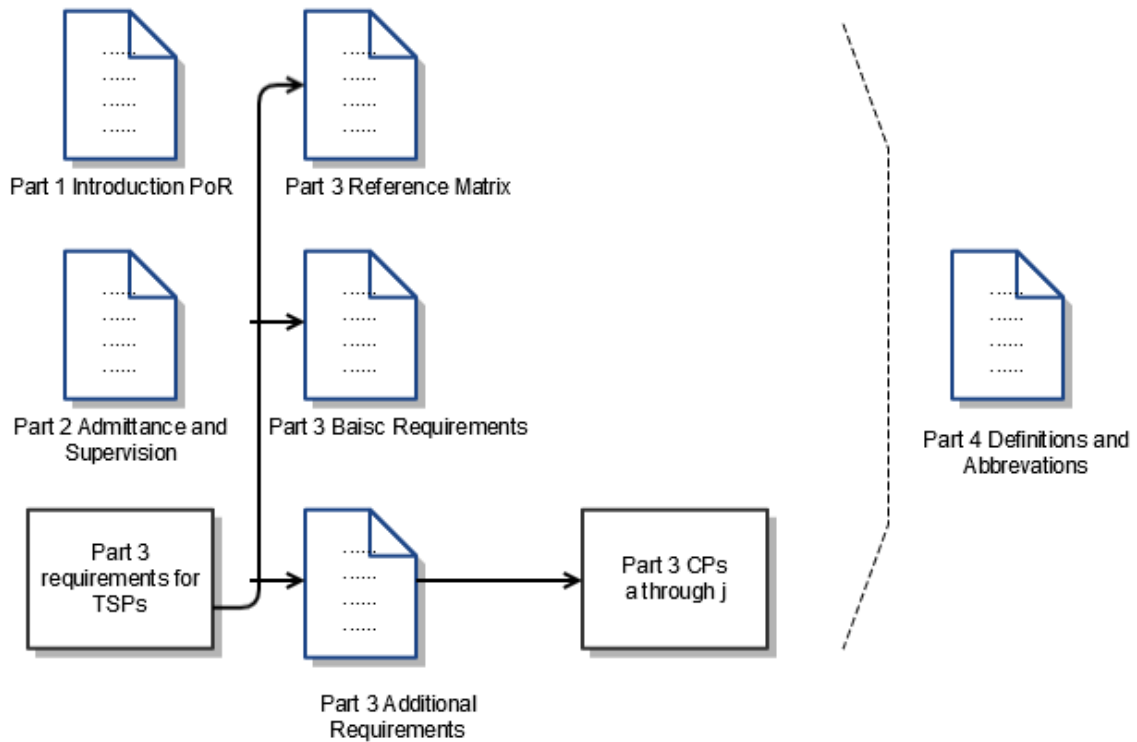 Part 1 Introduction PoR
Part 3 Reference Matrix
Part 2 Admittance and
Supervision
Part 3 Baisc Requirements
Part 4 Definitions and
Abbrevations
Part 3
requirements for
TSPs
Part 3 CPs
a through j
Part 3 Additional
Requirements